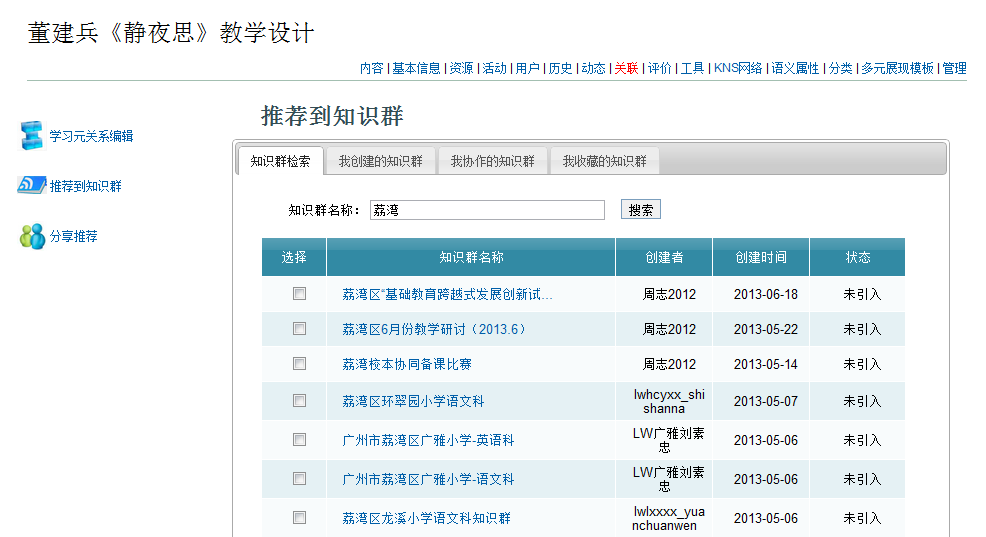 董建兵《静夜思》教学设计
内容 | 基本信息 | 资源 | 活动 | 用户 | 历史 | 动态 | 关联 | 评价 | 工具 | KNS网络 | 语义属性 | 分类 | 多元展现模板 | 管理
学习元关系编辑
推荐到知识群
分享推荐
推荐到知识群
知识群检索 我创建的知识群 我协作的知识群 我收藏的知识群
知识群名称： 荔湾 搜索
选择 知识群名称 创建者 创建时间 状态
荔湾区“基础教育跨越式发展创新试... 周志2012 2013-06-18 未引入
荔湾区6月份教学研讨（2013.6） 周志2012 2013-05-22 未引入
荔湾校本协同备课比赛 周志2012 2013-05-14 未引入
荔湾区环翠园小学语文科 lwhcyxx_shi
shanna 2013-05-07 未引入
广州市荔湾区广雅小学-英语科 LW广雅刘素
忠 2013-05-06 未引入
广州市荔湾区广雅小学-语文科 LW广雅刘素
忠 2013-05-06 未引入
荔湾区龙溪小学语文科知识群 lwlxxxx_yua
nchuanwen 2013-05-06 未引入